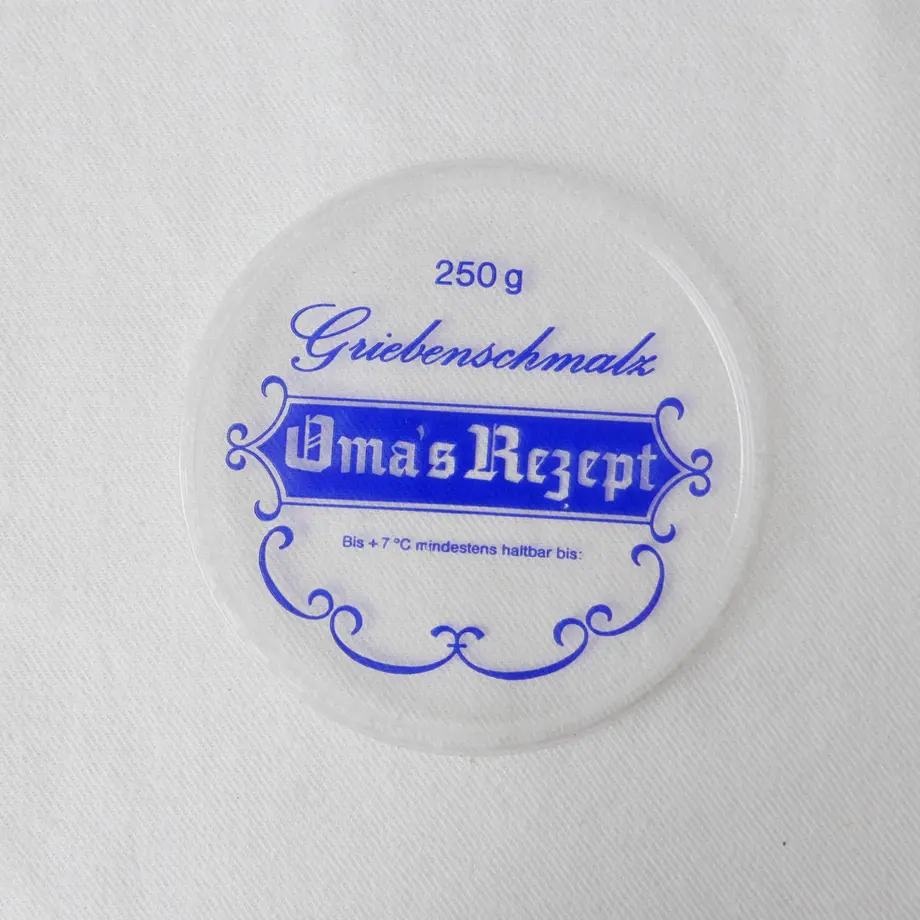 250 g
Griebenschmalz
Oma's Rezept
Bis + 7 °C mindestens haltbar bis: